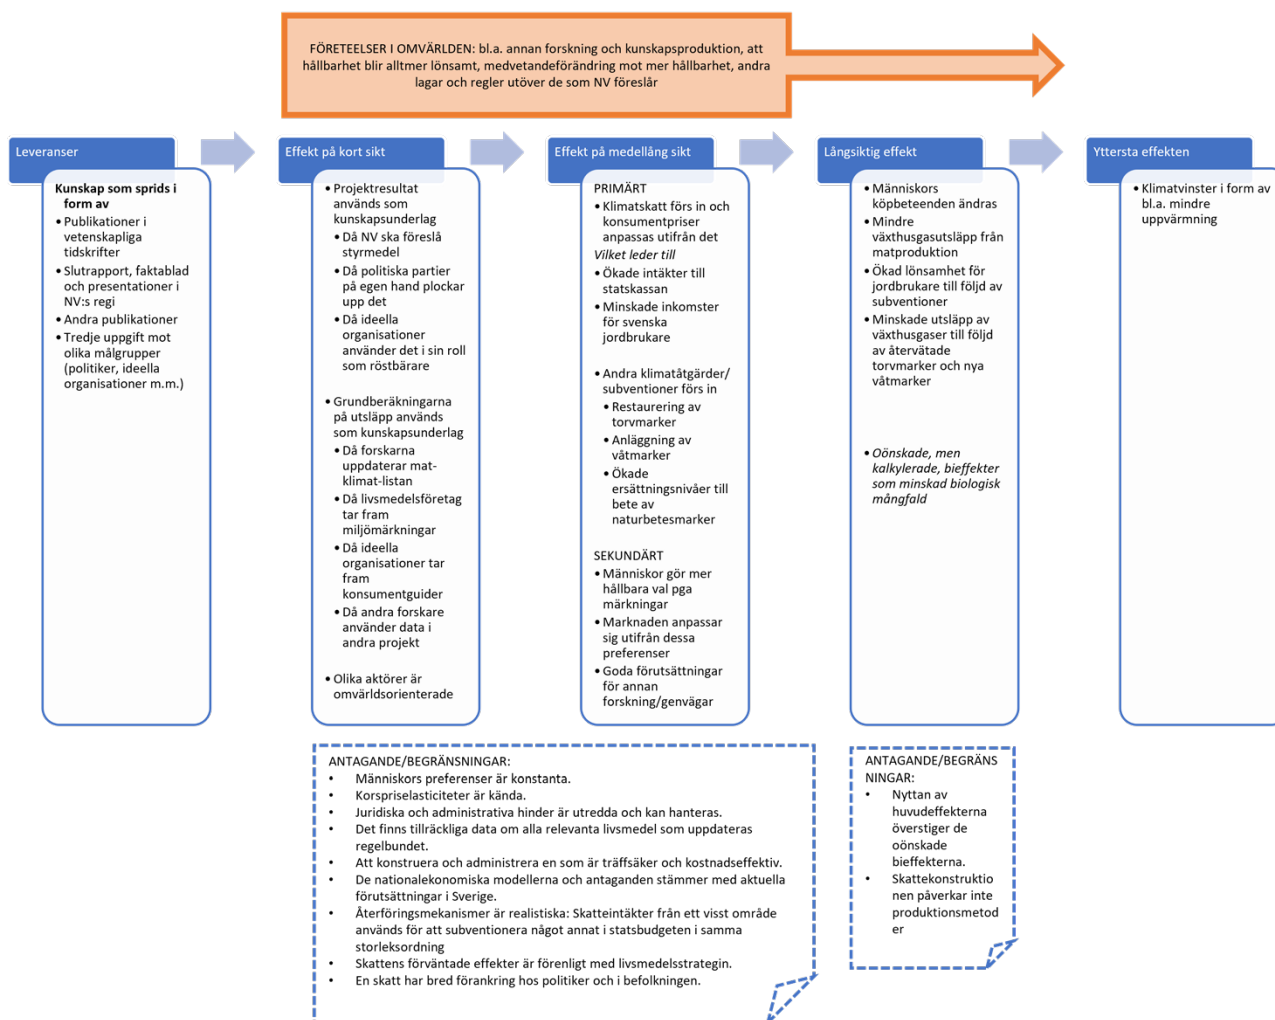 FÖRETEELSER I OMVÄRLDEN: bl.a. annan forskning och kunskapsproduktion, att
hållbarhet blir alltmer lönsamt, medvetandeförändring mot mer hållbarhet, andra
lagar och regler utöver de som NV föreslår
Leveranser
Kunskap som sprids i
form av
• Publikationer i
vetenskapliga
tidskrifter
• Slutrapport, faktablad
och presentationer i
NV:s regi
• Andra publikationer
• Tredje uppgift mot
olika målgrupper
(politiker, ideella
organisationer m.m.)
Effekt på kort sikt
• Projektresultat
används som
kunskapsunderlag
• Då NV ska föreslå
styrmedel
• Då politiska partier
på egen hand plockar
upp det
• Då ideella
organisationer
använder det i sin roll
som röstbärare
• Grundberäkningarna
på utsläpp används
som kunskapsunderlag
• Då forskarna
uppdaterar mat-
klimat-listan
• Då livsmedelsföretag
tar fram
miljömärkningar
• Då ideella
organisationer tar
fram
konsumentguider
• Då andra forskare
använder data i
andra projekt
• Olika aktörer är
omvärldsorienterade
Effekt på medellång sikt
PRIMÄRT
• Klimatskatt förs in och
konsumentpriser
anpassas utifrån det
Vilket leder till
• Ökade intäkter till
statskassan
• Minskade inkomster
för svenska
jordbrukare
• Andra klimatåtgärder/
subventioner förs in
• Restaurering av
torvmarker
• Anläggning av
våtmarker
• Ökade
ersättningsnivåer till
bete av
naturbetesmarker
SEKUNDÄRT
• Människor gör mer
hållbara val pga
märkningar
• Marknaden anpassar
sig utifrån dessa
preferenser
• Goda förutsättningar
för annan
forskning/genvägar
Långsiktig effekt
• Människors
köpbeteenden ändras
• Mindre
växthusgasutsläpp från
matproduktion
• Ökad lönsamhet för
jordbrukare till följd av
subventioner
• Minskade utsläpp av
växthusgaser till följd
av återvätade
torvmarker och nya
våtmarker
• Oönskade, men
kalkylerade, bieffekter
som minskad biologisk
mångfald
Yttersta effekten
• Klimatvinster i form av
bl.a. mindre
uppvärmning
ANTAGANDE/BEGRÄNSNINGAR:
• Människors preferenser är konstanta.
• Korspriselasticiteter är kända.
• Juridiska och administrativa hinder är utredda och kan hanteras.
• Det finns tillräckliga data om alla relevanta livsmedel som uppdateras
regelbundet.
• Att konstruera och administrera en som är träffsäker och kostnadseffektiv.
• De nationalekonomiska modellerna och antaganden stämmer med aktuella
förutsättningar i Sverige.
• Återföringsmekanismer är realistiska: Skatteintäkter från ett visst område
används för att subventionera något annat i statsbudgeten i samma
storleksordning
• Skattens förväntade effekter är förenligt med livsmedelsstrategin.
• En skatt har bred förankring hos politiker och i befolkningen.
ANTAGANDE/BEGRÄNS
NINGAR:
• Nyttan av
huvudeffekterna
överstiger de
oönskade
bieffekterna.
• Skattekonstruktio
nen påverkar inte
produktionsmetod
er